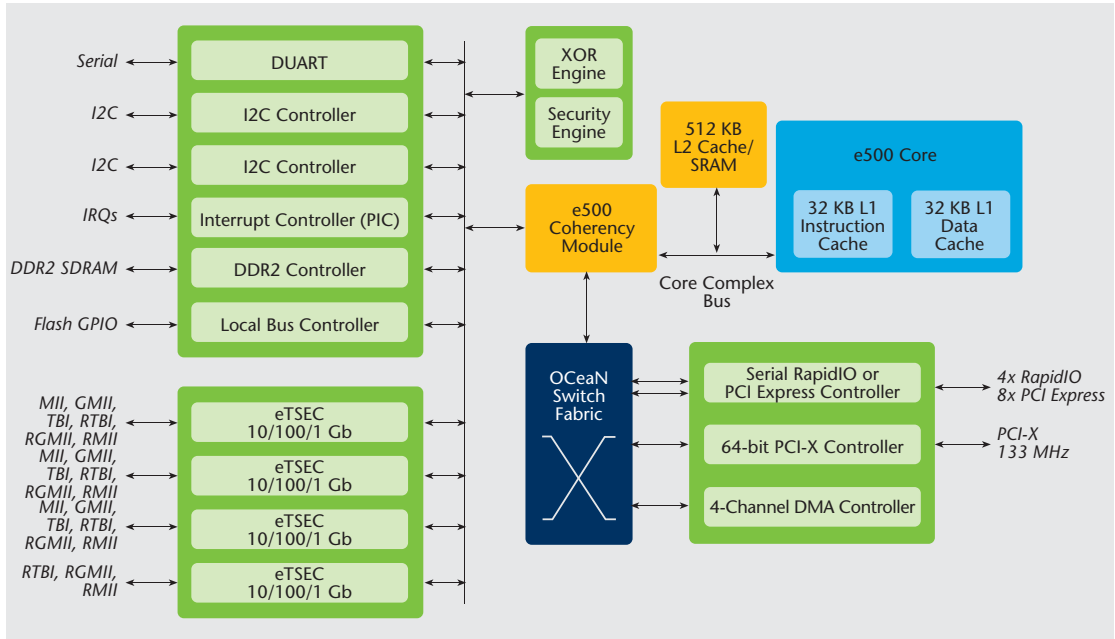 Serial
DUART
I2C
I2C Controller
I2C
I2C Controller
IRQs
Interrupt Controller (PIC)
DDR2 SDRAM
DDR2 Controller
Flash GPIO
Local Bus Controller
MII, GMII,
TBI, RTBI,
RGMII, RMII
eTSEC
10/100/1 Gb
MII, GMII,
TBI, RTBI,
RGMII, RMII
eTSEC
10/100/1 Gb
MII, GMII,
TBI, RTBI,
RGMII, RMII
eTSEC
10/100/1 Gb
RTBI, RGMII,
RMII
eTSEC
10/100/1 Gb
XOR
Engine
Security
Engine
e500
Coherency
Module
512 KB
L2 Cache/
SRAM
e500 Core
32 KB L1
Instruction
Cache
32 KB L1
Data
Cache
Core Complex
Bus
OCeaN
Switch
Fabric
Serial RapidIO or
PCI Express Controller
4x RapidIO
8x PCI Express
64-bit PCI-X Controller
PCI-X
133 MHz
4-Channel DMA Controller